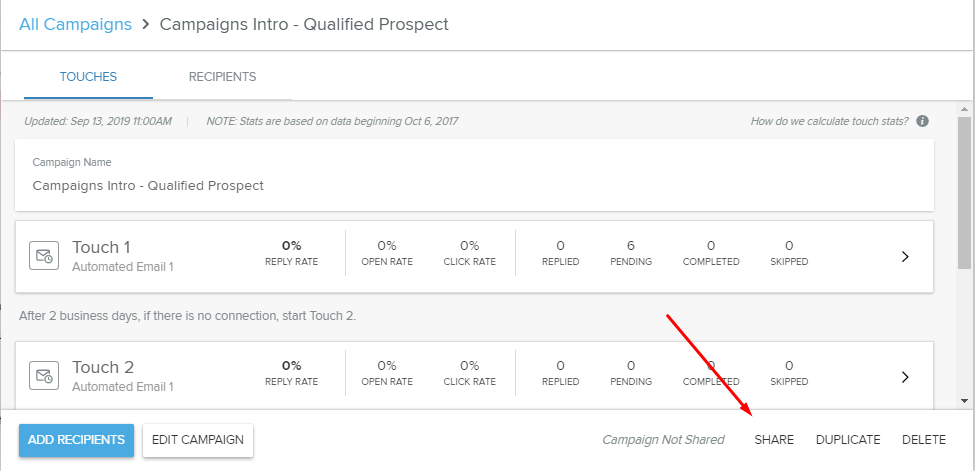 All Campaigns > Campaigns Intro - Qualified Prospect
TOUCHES RECIPIENTS
Updated: Sep 13, 2019 11:00AM | NOTE: Stats are based on data beginning Oct 6, 2017 How do we calculate touch stats?
Campaign Name
Campaigns Intro - Qualified Prospect
Touch 1 0% 0% 0% 0 6 0 0
Automated Email 1 REPLY RATE OPEN RATE CLICK RATE REPLIED PENDING COMPLETED SKIPPED
After 2 business days, if there is no connection, start Touch 2.
Touch 2 0% 0% 0% 0 0 0 0
Automated Email 1 REPLY RATE OPEN RATE CLICK RATE REPLIED PENDING COMPLETED SKIPPED
ADD RECIPIENTS EDIT CAMPAIGN Campaign Not Shared SHARE DUPLICATE DELETE